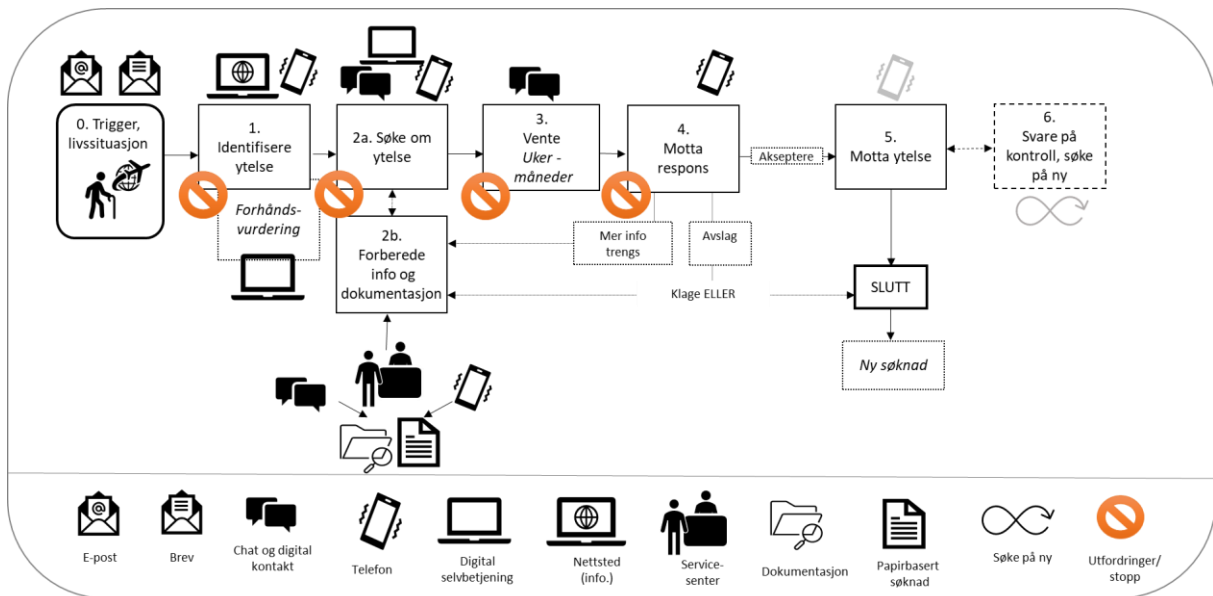 0. Trigger,
livssituasjon
1.
Identifisere
ytelse
2a. Søke om
ytelse
3.
Vente
Uker -
måneder
4.
Motta
respons
Akseptere
5.
Motta ytelse
6.
Svare på
kontroll, søke
på ny
Forhånds-
vurdering
2b.
Forberede
info og
dokumentasjon
Mer info
trengs
Avslag
Klage ELLER
SLUTT
Ny søknad
E-post
Brev
Chat og digital
kontakt
Telefon
Digital
selvbetjening
Nettsted
(info.)
Service-
senter
Dokumentasjon
Papirbasert
søknad
Søke på ny
Utfordringer/
stopp